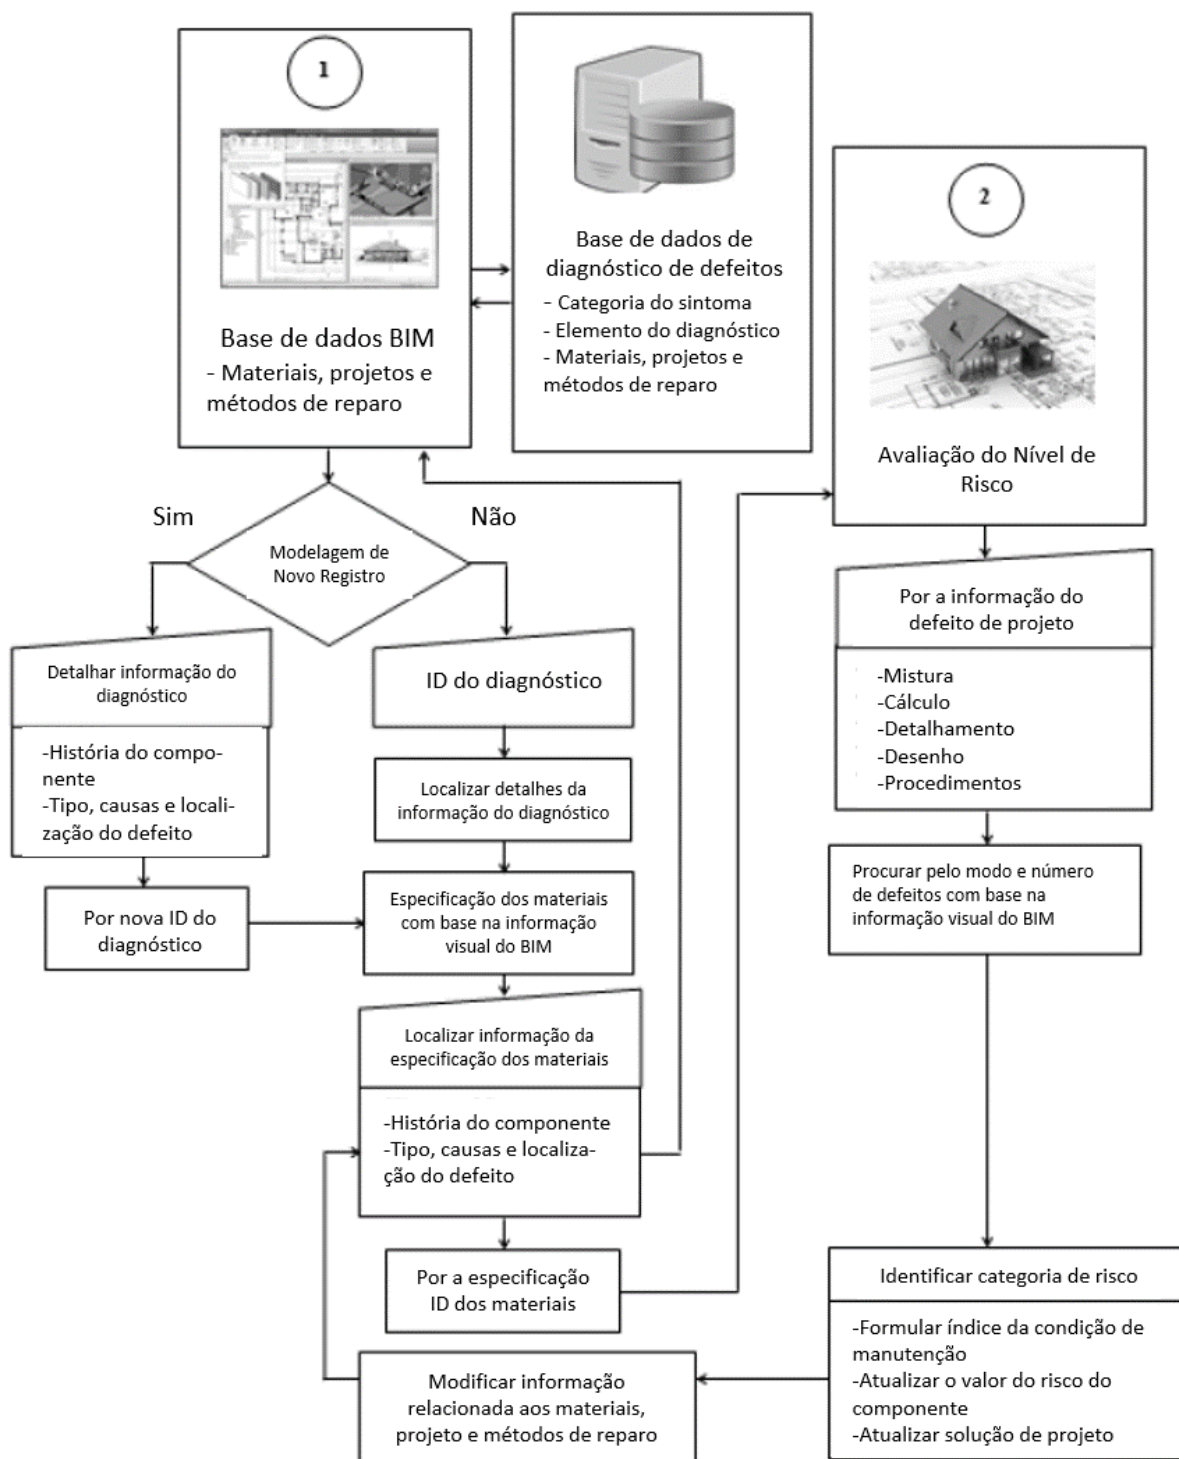 1
Base de dados BIM
- Materiais, projetos e
métodos de reparo
Base de dados de
diagnóstico de defeitos
- Categoria do sintoma
- Elemento do diagnóstico
- Materiais, projetos e
métodos de reparo
2
Avaliação do Nível de
Risco
Sim
Não
Modelagem de
Novo Registro
Detalhar informação do
diagnóstico
-História do compo-
nente
-Tipo, causas e locali-
zação do defeito
Por nova ID do
diagnóstico
ID do diagnóstico
Localizar detalhes da
informação do diagnóstico
Especificação dos materiais
com base na informação
visual do BIM
Localizar informação da
especificação dos materiais
-História do componente
-Tipo, causas e localiza-
ção do defeito
Por a especificação
ID dos materiais
Modificar informação
relacionada aos materiais,
projeto e métodos de reparo
Por a informação do
defeito de projeto
-Mistura
-Cálculo
-Detalhamento
-Desenho
-Procedimentos
Procurar pelo modo e número
de defeitos com base na
informação visual do BIM
Identificar categoria de risco
-Formular índice da condição de
manutenção
-Atualizar o valor do risco do
componente
-Atualizar solução de projeto